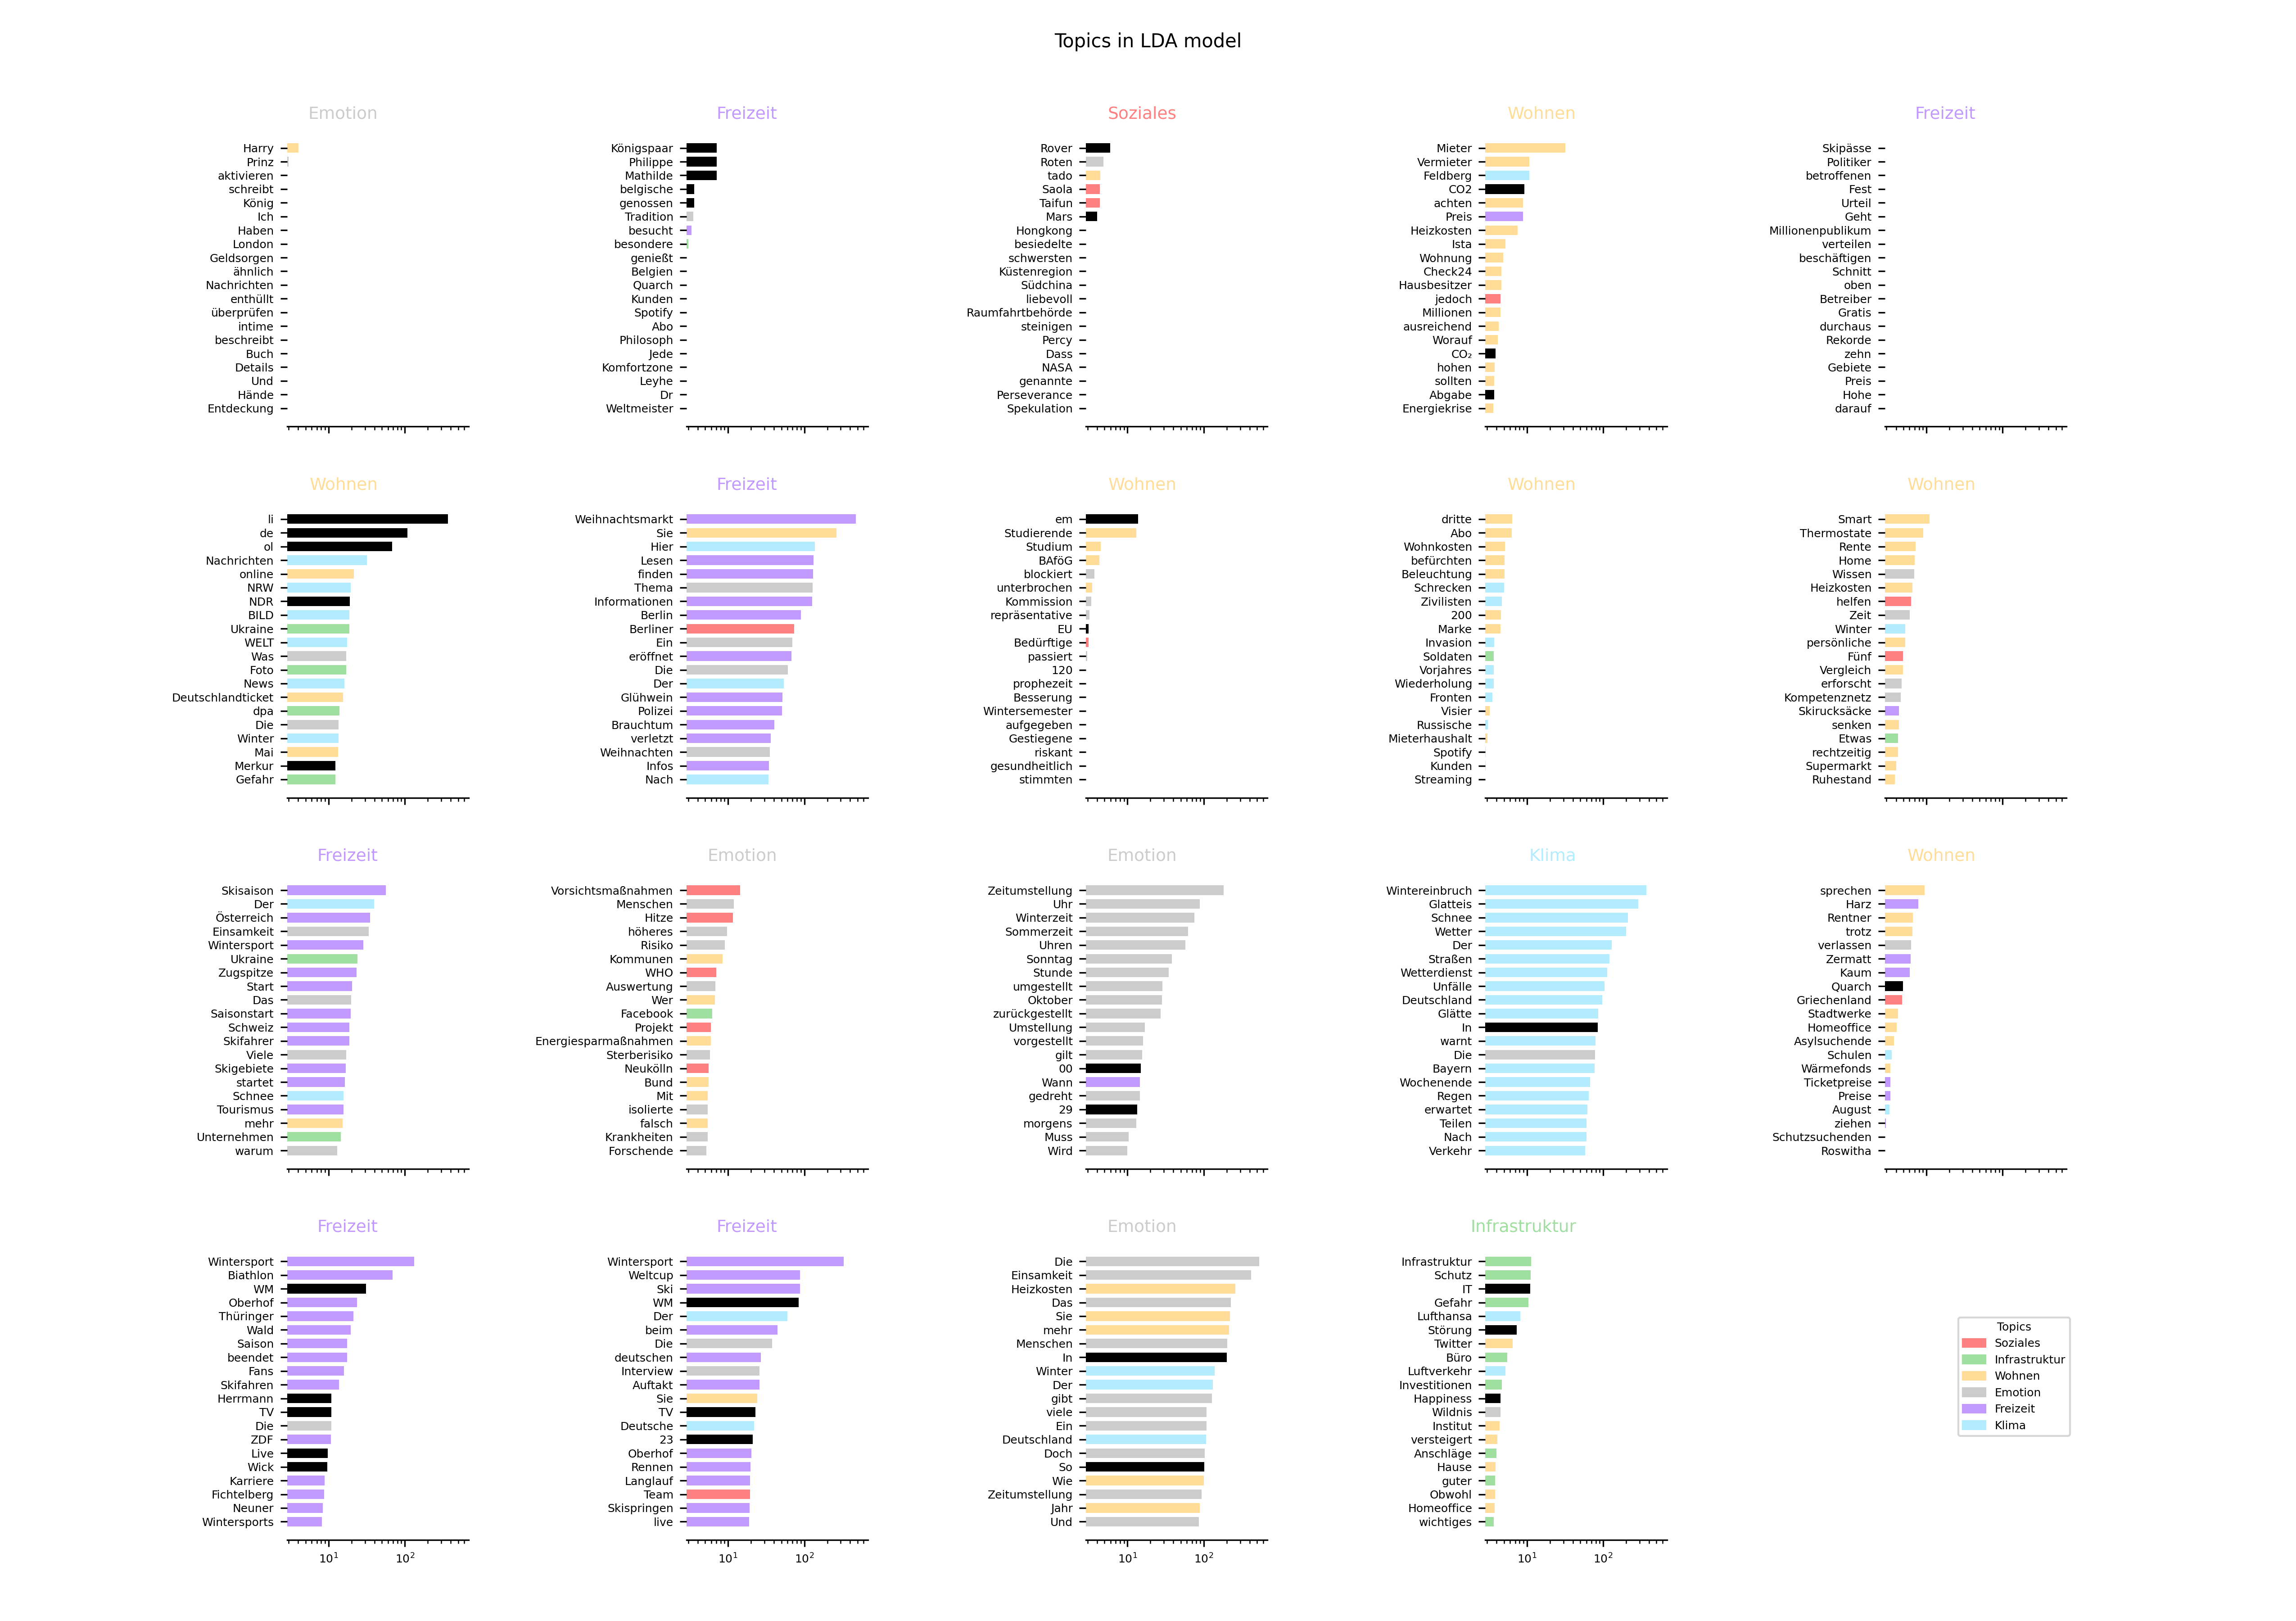 Topics in LDA model
Emotion
Harry
Prinz
aktivieren
schreibt
König
Ich
Haben
London
Geldsorgen
ähnlich
Nachrichten
enthüllt
überprüfen
intime
beschreibt
Buch
Details
Und
Hände
Entdeckung
Freizeit
Königspaar
Philippe
Mathilde
belgische
genossen
Tradition
besucht
besondere
genießt
Belgien
Quarch
Kunden
Spotify
Abo
Philosoph
Jede
Komfortzone
Leyhe
Dr
Weltmeister
Soziales
Rover
Roten
tado
Saola
Taifun
Mars
Hongkong
besiedelte
schwersten
Küstenregion
Südchina
liebevoll
Raumfahrtbehörde
steinigen
Percy
Dass
NASA
genannte
Perseverance
Spekulation
Wohnen
Mieter
Vermieter
Feldberg
CO2
achten
Preis
Heizkosten
Ista
Wohnung
Check24
Hausbesitzer
jedoch
Millionen
ausreichend
Worauf
CO₂
hohen
sollten
Abgabe
Energiekrise
Freizeit
Skipässe
Politiker
betroffenen
Fest
Urteil
Geht
Millionenpublikum
verteilen
beschäftigen
Schnitt
oben
Betreiber
Gratis
durchaus
Rekorde
zehn
Gebiete
Preis
Hohe
darauf
Wohnen
li
de
ol
Nachrichten
online
NRW
NDR
BILD
Ukraine
WELT
Was
Foto
News
Deutschlandticket
dpa
Die
Winter
Mai
Merkur
Gefahr
Freizeit
Weihnachtsmarkt
Sie
Hier
Lesen
finden
Thema
Informationen
Berlin
Berliner
Ein
eröffnet
Die
Der
Glühwein
Polizei
Brauchtum
verletzt
Weihnachten
Infos
Nach
Wohnen
em
Studierende
Studium
BAföG
blockiert
unterbrochen
Kommission
repräsentative
EU
Bedürftige
passiert
120
prophezeit
Besserung
Wintersemester
aufgegeben
Gestiegene
riskant
gesundheitlich
stimmten
Wohnen
dritte
Abo
Wohnkosten
befürchten
Beleuchtung
Schrecken
Zivilisten
200
Marke
Invasion
Soldaten
Vorjahres
Wiederholung
Fronten
Visier
Russische
Mieterhaushalt
Spotify
Kunden
Streaming
Wohnen
Smart
Thermostate
Rente
Home
Wissen
Heizkosten
helfen
Zeit
Winter
persönliche
Fünf
Vergleich
erforscht
Kompetenznetz
Skirucksäcke
senken
Etwas
rechtzeitig
Supermarkt
Ruhestand
Freizeit
Skisaison
Der
Österreich
Einsamkeit
Wintersport
Ukraine
Zugspitze
Start
Das
Saisonstart
Schweiz
Skifahrer
Viele
Skigebiete
startet
Schnee
Tourismus
mehr
Unternehmen
warum
Emotion
Vorsichtsmaßnahmen
Menschen
Hitze
höheres
Risiko
Kommunen
WHO
Auswertung
Wer
Facebook
Projekt
Energiesparmaßnahmen
Sterberisiko
Neukölln
Bund
Mit
isolierte
falsch
Krankheiten
Forschende
Emotion
Zeitumstellung
Uhr
Winterzeit
Sommerzeit
Uhren
Sonntag
Stunde
umgestellt
Oktober
zurückgestellt
Umstellung
vorgestellt
gilt
00
Wann
gedreht
29
morgens
Muss
Wird
Klima
Wintereinbruch
Glatteis
Schnee
Wetter
Der
Straßen
Wetterdienst
Unfälle
Deutschland
Glätte
In
warnt
Die
Bayern
Wochenende
Regen
erwartet
Teilen
Nach
Verkehr
Wohnen
sprechen
Harz
Rentner
trotz
verlassen
Zermatt
Kaum
Quarch
Griechenland
Stadtwerke
Homeoffice
Asylsuchende
Schulen
Wärmefonds
Ticketpreise
Preise
August
ziehen
Schutzsuchenden
Roswitha
Freizeit
Wintersport
Biathlon
WM
Oberhof
Thüringer
Wald
Saison
beendet
Fans
Skifahren
Herrmann
TV
Die
ZDF
Live
Wick
Karriere
Fichtelberg
Neuner
Wintersports
10¹ 10²
Freizeit
Wintersport
Weltcup
Ski
WM
Der
beim
Die
deutschen
Interview
Auftakt
Sie
TV
Deutsche
23
Oberhof
Rennen
Langlauf
Team
Skispringen
live
10¹ 10²
Emotion
Die
Einsamkeit
Heizkosten
Das
Sie
mehr
Menschen
In
Winter
Der
gibt
viele
Ein
Deutschland
Doch
So
Wie
Zeitumstellung
Jahr
Und
10¹ 10²
Infrastruktur
Infrastruktur
Schutz
IT
Gefahr
Lufthansa
Störung
Twitter
Büro
Luftverkehr
Investitionen
Happiness
Wildnis
Institut
versteigert
Anschläge
Hause
guter
Obwohl
Homeoffice
wichtiges
10¹ 10²
Topics
Soziales
Infrastruktur
Wohnen
Emotion
Freizeit
Klima